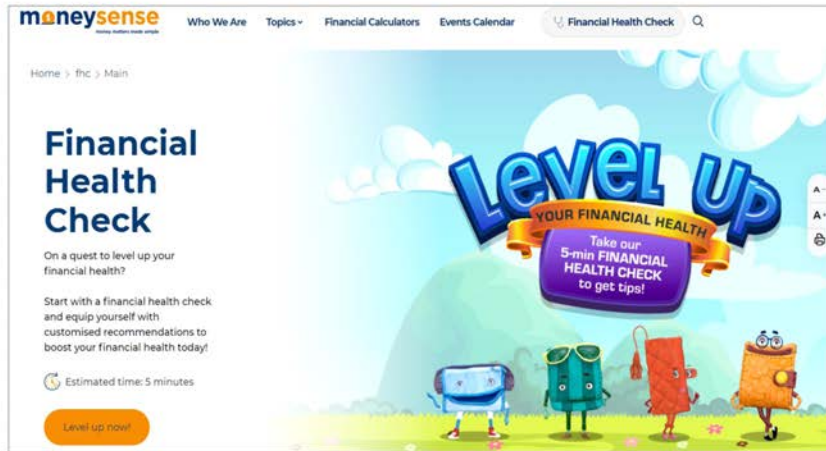 moneysense
money matters made simple
Who We Are
Topics
Financial Calculators
Events Calendar
Financial Health Check
Home > fhc > Main
Financial
Health
Check
On a quest to level up your
financial health?
Start with a financial health check
and equip yourself with
customised recommendations to
boost your financial health today!
Estimated time: 5 minutes
Level up now!
LEVEL UP
YOUR FINANCIAL HEALTH
Take our
5-min FINANCIAL
HEALTH CHECK
to get tips!
A -
A +